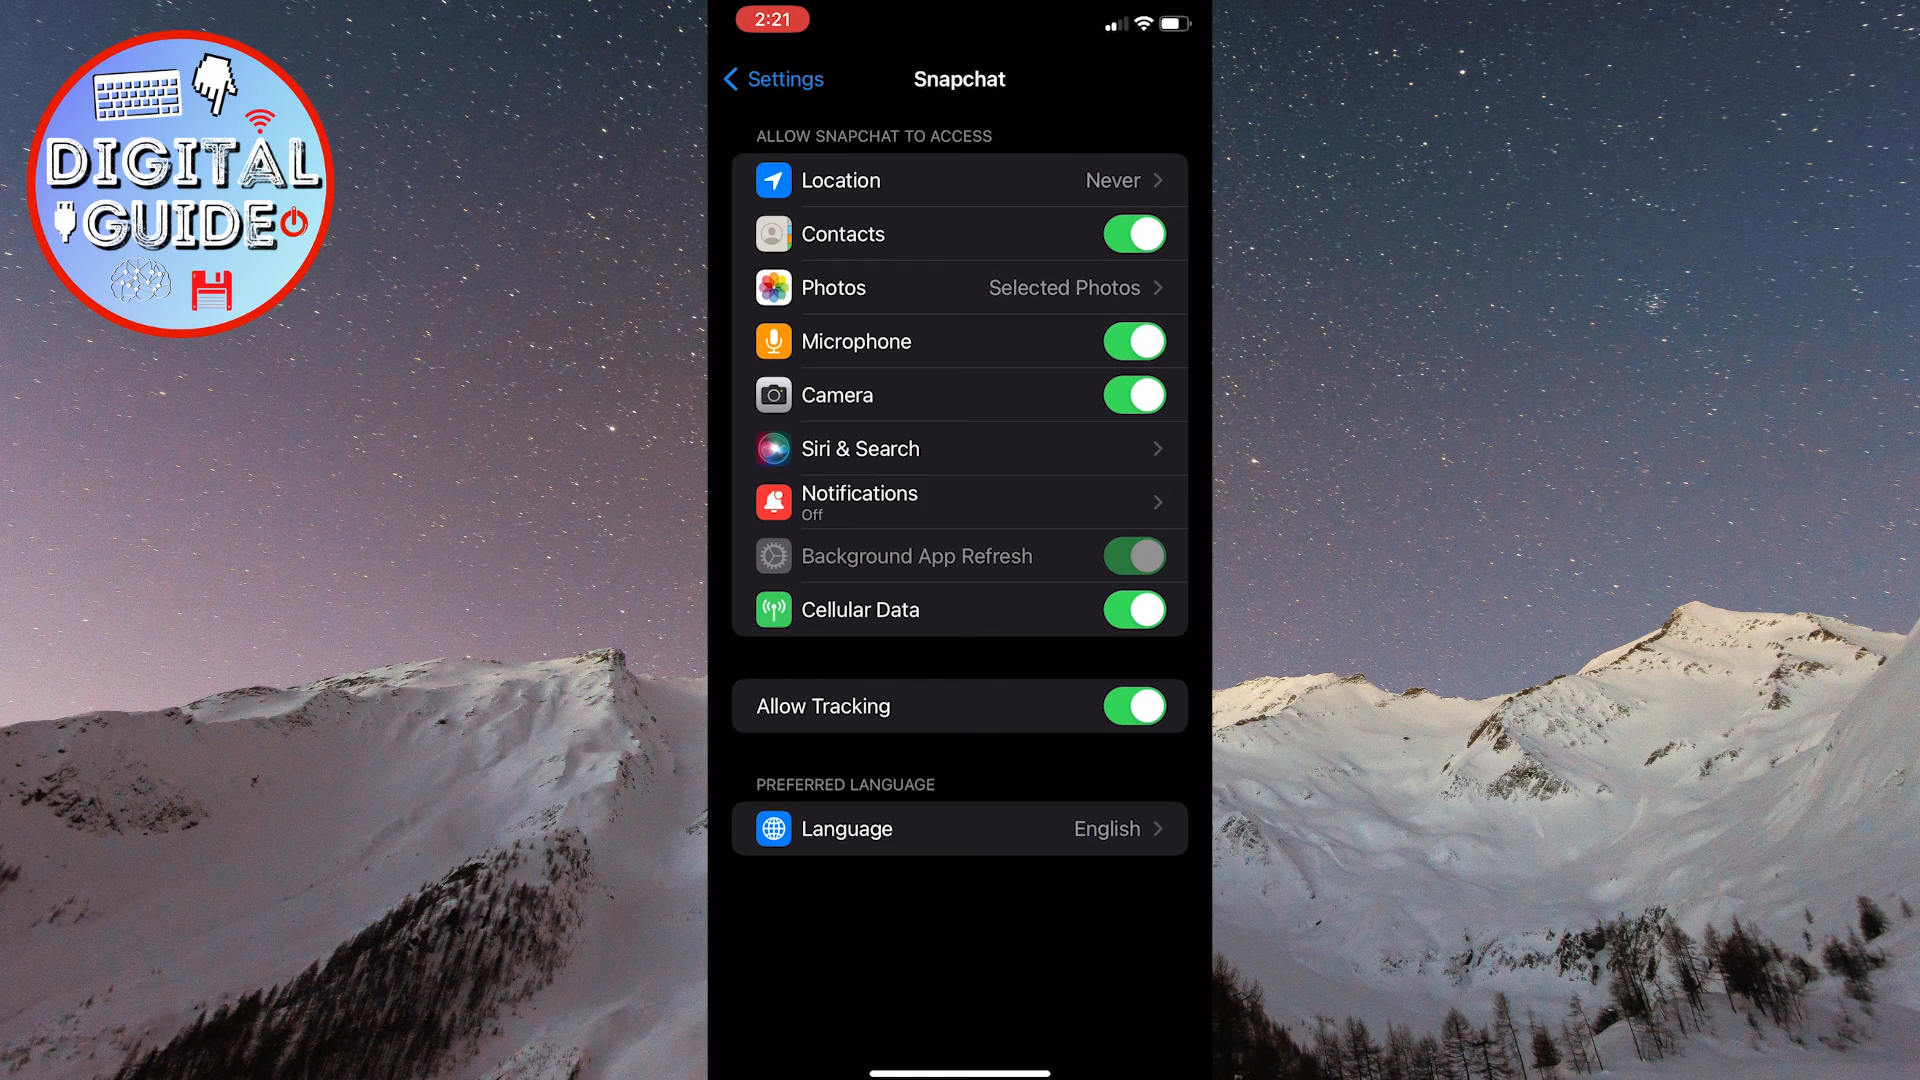 DIGITAL
GUIDE
2:21
Settings
Snapchat
ALLOW SNAPCHAT TO ACCESS
Location
Never
Contacts
Photos
Selected Photos
Microphone
Camera
Siri & Search
Notifications
Off
Background App Refresh
Cellular Data
Allow Tracking
PREFERRED LANGUAGE
Language
English